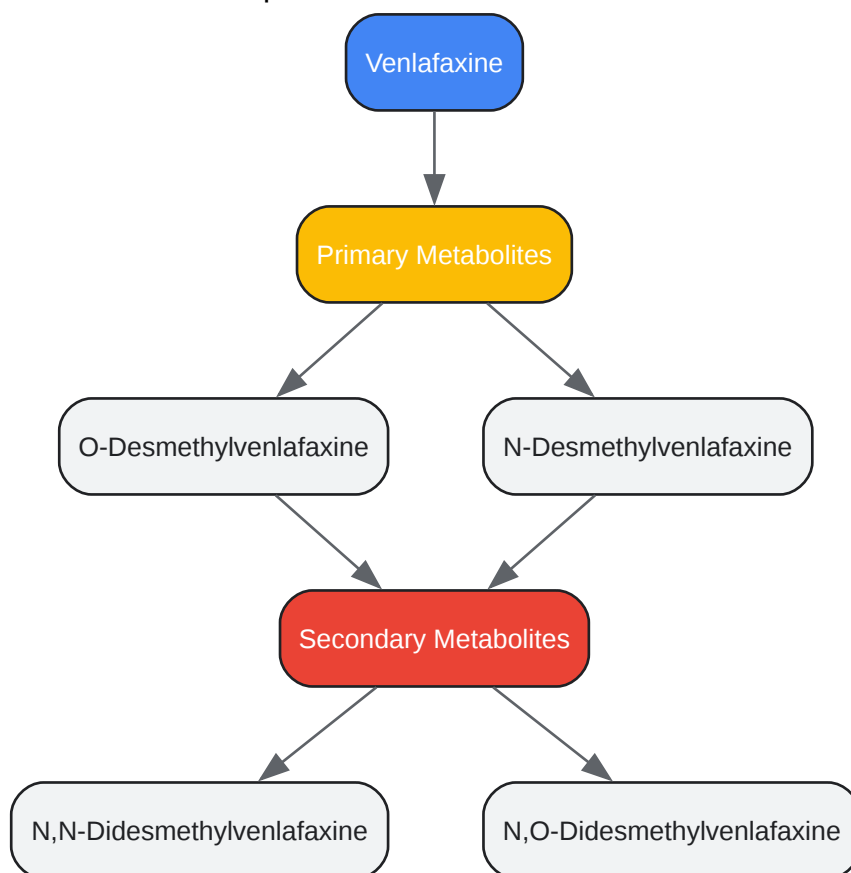 Venlafaxine
Primary Metabolites
O-Desmethylvenlafaxine
N-Desmethylvenlafaxine
Secondary Metabolites
N,N-Didesmethylvenlafaxine
N,O-Didesmethylvenlafaxine